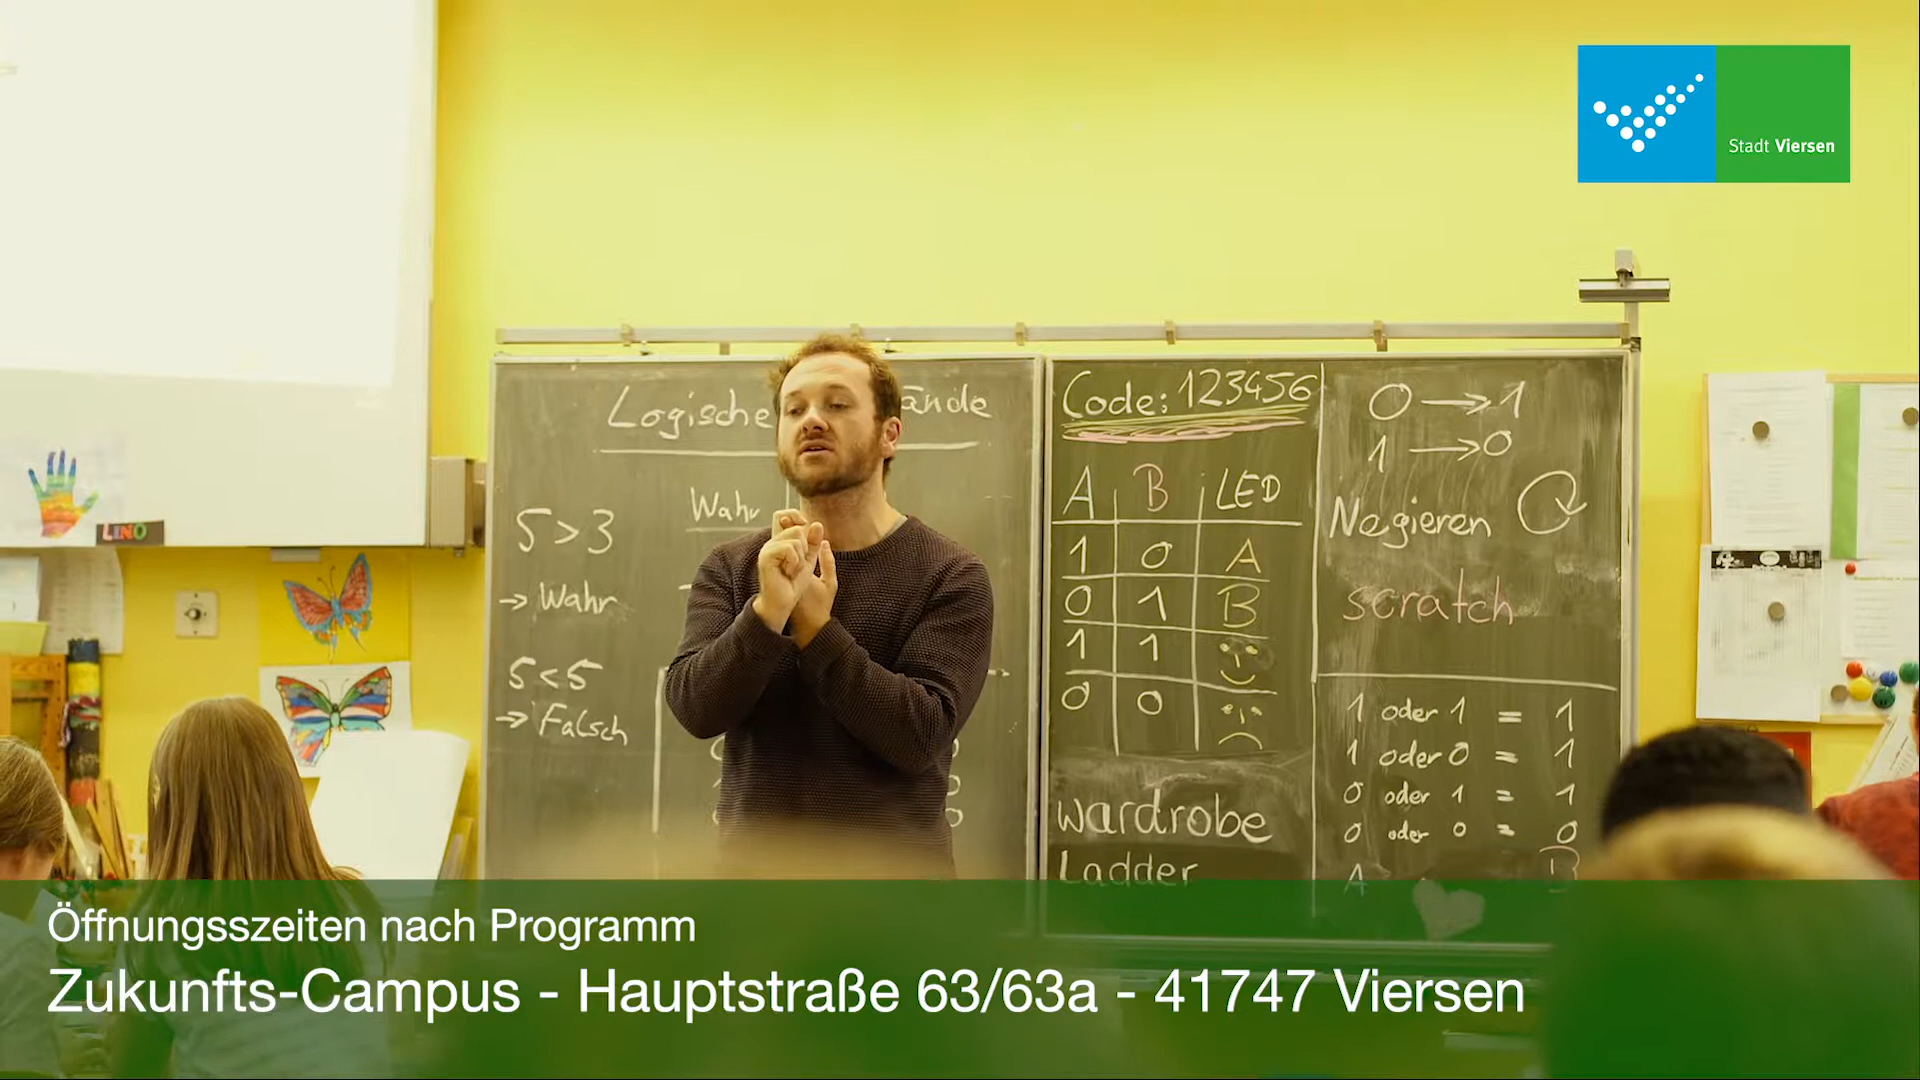 Stadt Viersen
LINO
Logische
ände
Wahr
5 > 3
→ Wahr
5 < 5
→ Falsch
Code: 123456
A B LED
1 0 A
0 1 B
1 1
0 0
wardrobe
Ladder
0 → 1
1 → 0
Negieren
scratch
1 oder 1 = 1
1 oder 0 = 1
0 oder 1 = 1
0 oder 0 = 0
A B
Öffnungsszeiten nach Programm
Zukunfts-Campus - Hauptstraße 63/63a - 41747 Viersen